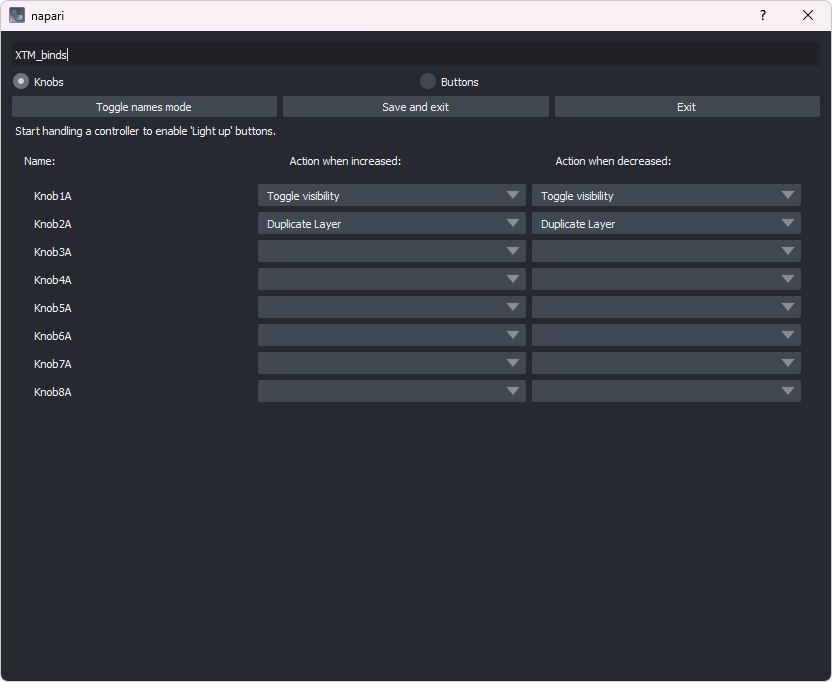 napari
?
XTM_binds
Knobs Buttons
Toggle names mode Save and exit Exit
Start handling a controller to enable 'Light up' buttons.
Name: Action when increased: Action when decreased:
Knob1A Toggle visibility Toggle visibility
Knob2A Duplicate Layer Duplicate Layer
Knob3A
Knob4A
Knob5A
Knob6A
Knob7A
Knob8A